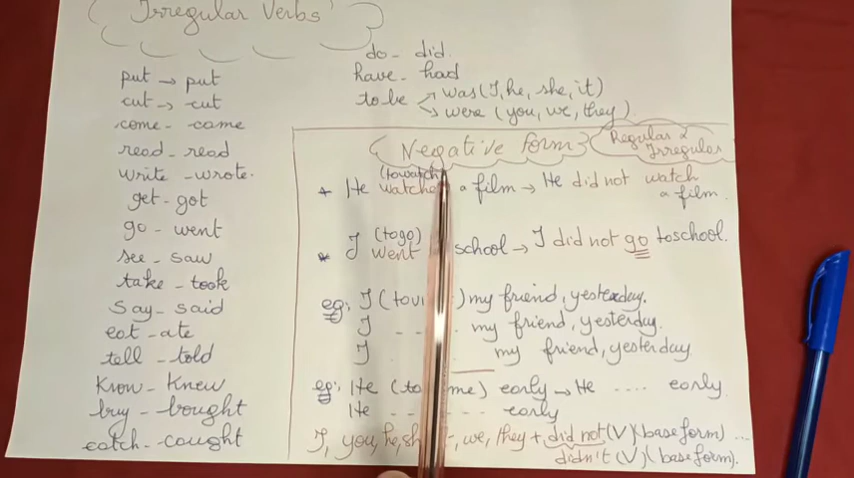 Irregular Verbs
put → put
cut → cut
come - came
read - read
write - wrote.
get - got
go - went
see - saw
take - took
say - said
eat - ate
tell - told
know - knew
buy - bought
catch - caught
do - did.
have - had
to be was (I, he, she, it)
were (you, we, they)
Negative form Regular & Irregular
(to watch)
* He a film → He did not watch a film.
(to go)
* I went school → I did not go to school.
eg: I ( ) my friend, yesterday.
I my friend, yesterday.
I my friend, yesterday
eg: He ( ) early → He .... early
He early
I, you, he, we, they + did not (V) (base form) ...
didn't (V) (base form).